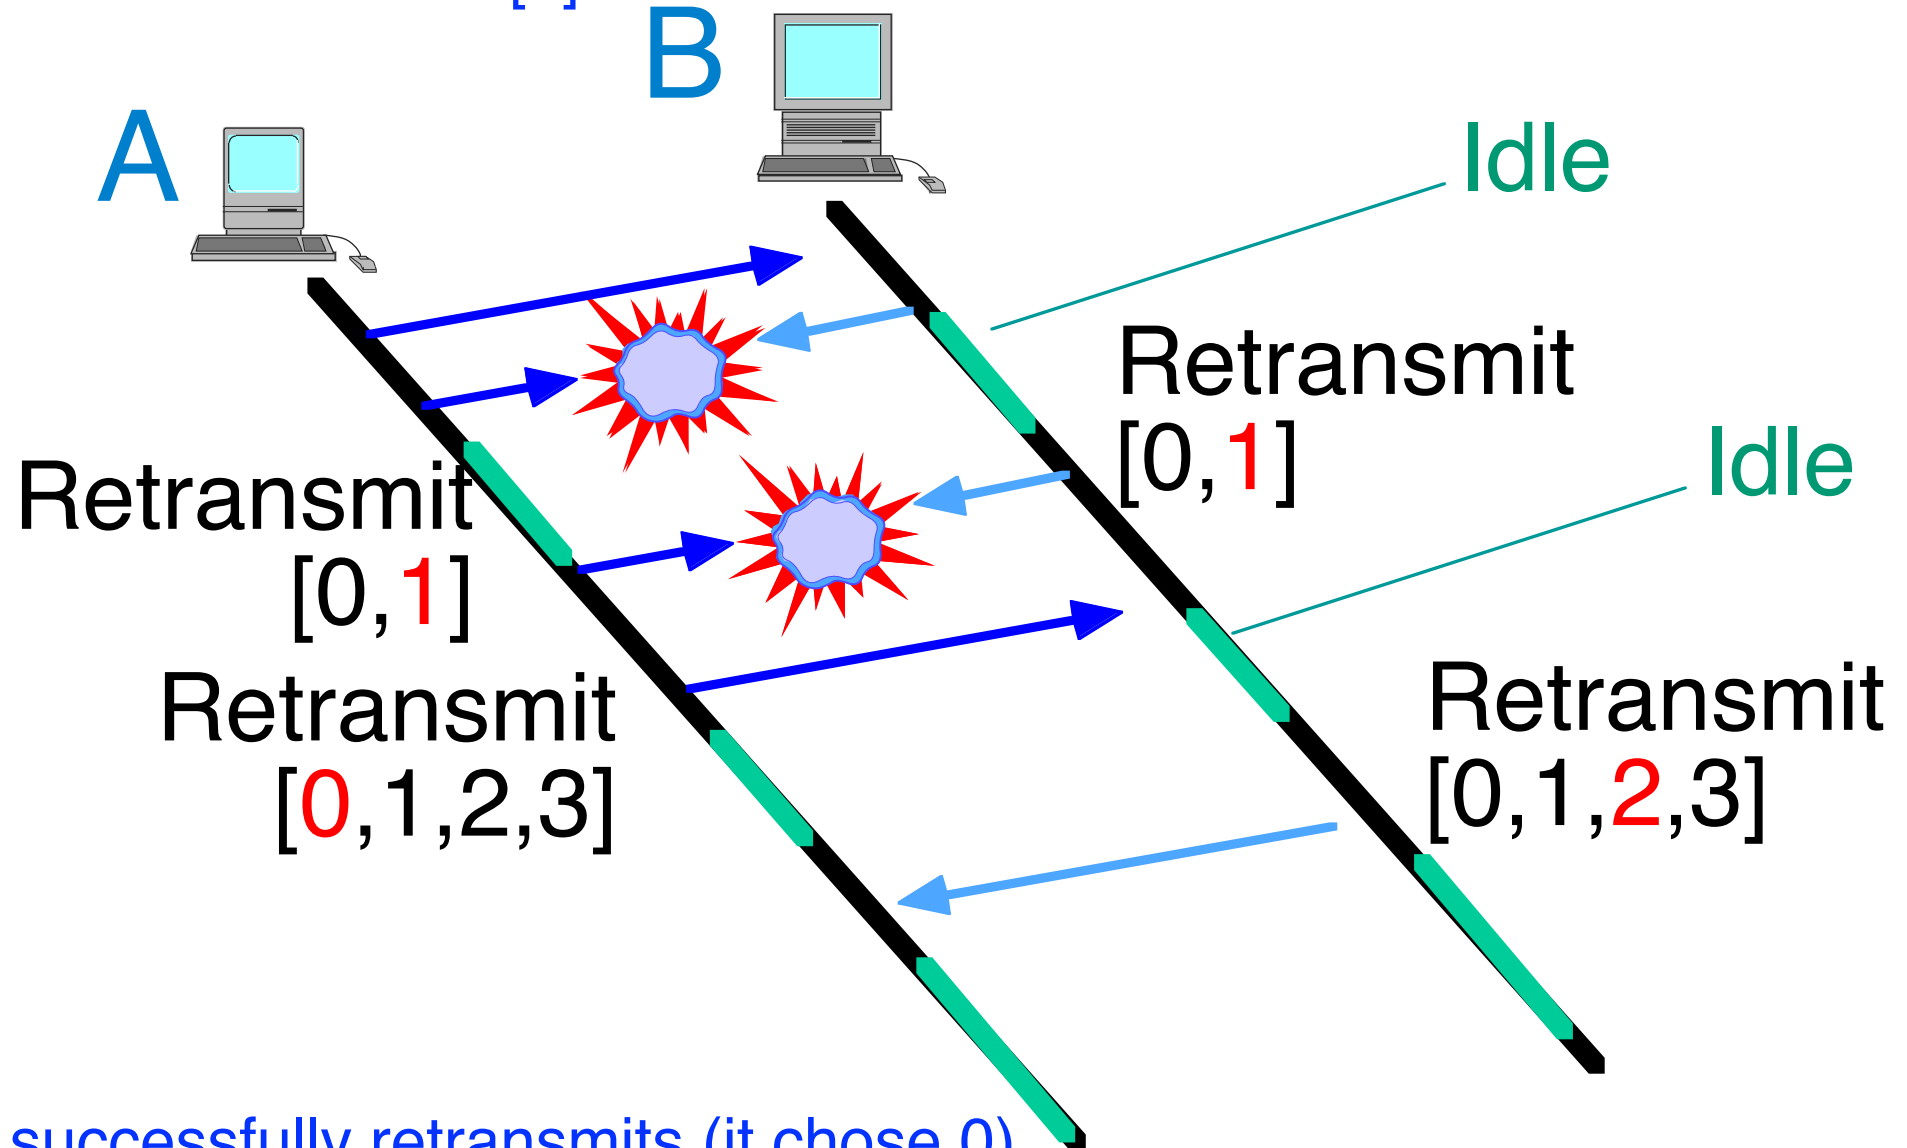 B
A
Idle
Retransmit
[0,1]
Idle
Retransmit
[0,1]
Retransmit
[0,1,2,3]
Retransmit
[0,1,2,3]
successfully retransmits (it chose 0)